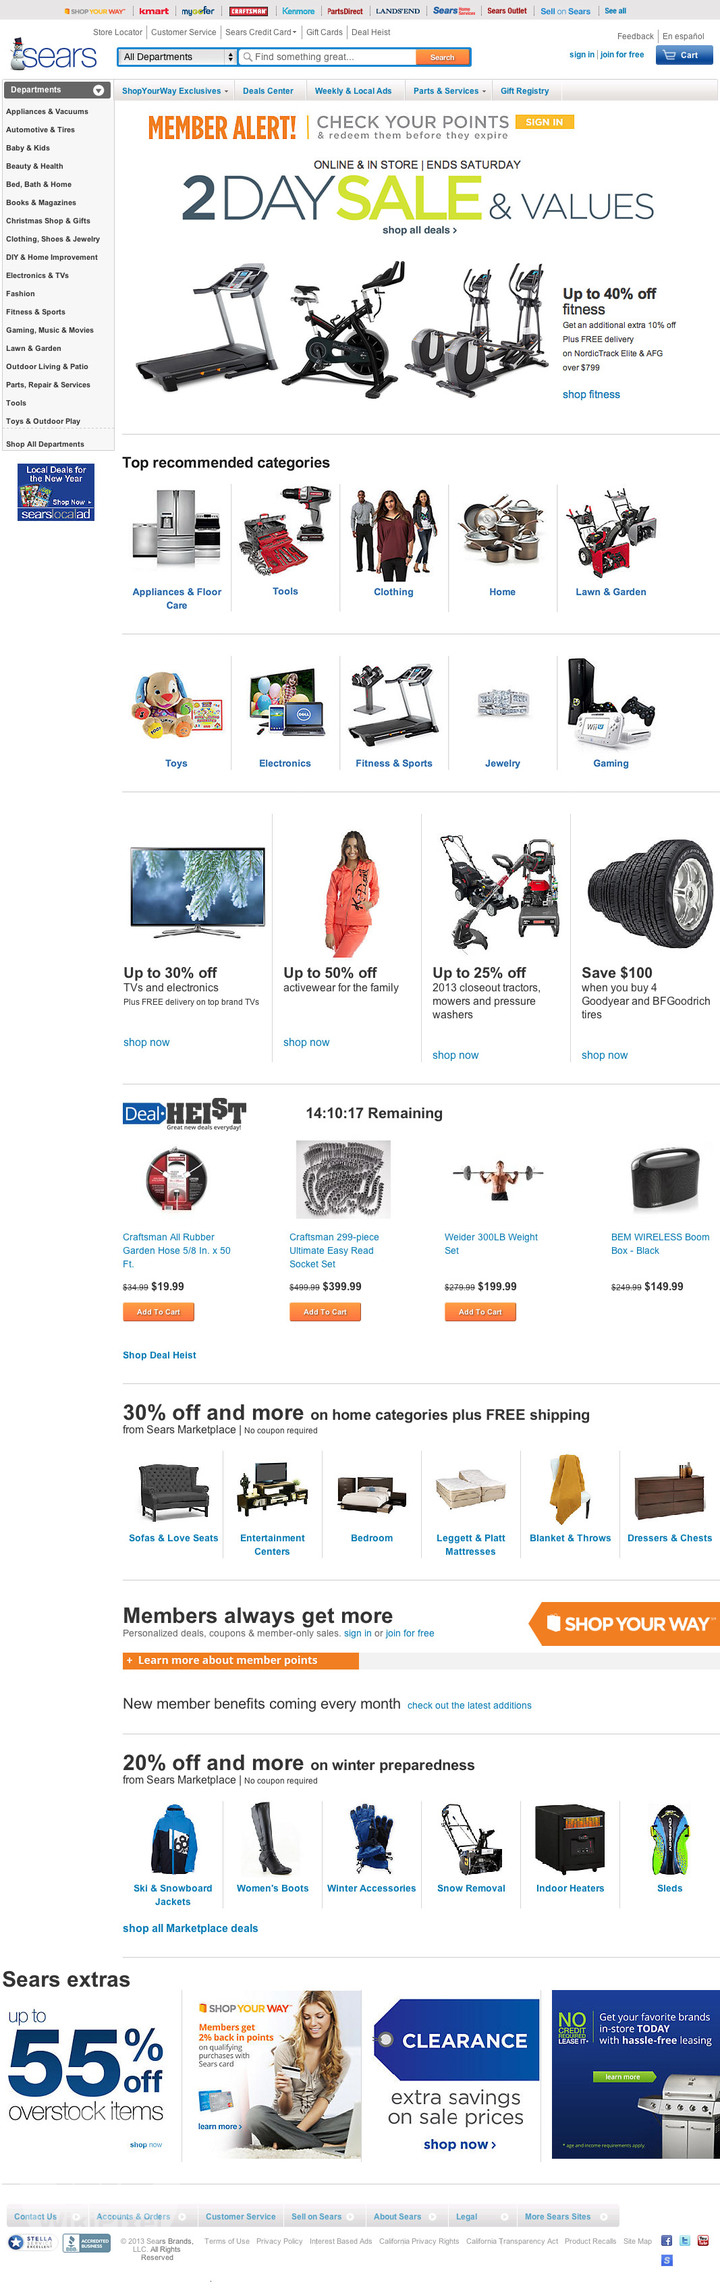 SHOP YOUR WAY kmart mygofer CRAFTSMAN Kenmore PartsDirect LANDS'END Sears Home Services Sears Outlet Sell on Sears See all
Store Locator Customer Service Sears Credit Card Gift Cards Deal Heist
Feedback En español
sears
All Departments Find something great... Search
sign in join for free Cart
Departments
ShopYourWay Exclusives Deals Center Weekly & Local Ads Parts & Services Gift Registry
Appliances & Vacuums
Automotive & Tires
Baby & Kids
Beauty & Health
Bed, Bath & Home
Books & Magazines
Christmas Shop & Gifts
Clothing, Shoes & Jewelry
DIY & Home Improvement
Electronics & TVs
Fashion
Fitness & Sports
Gaming, Music & Movies
Lawn & Garden
Outdoor Living & Patio
Parts, Repair & Services
Tools
Toys & Outdoor Play
Shop All Departments
Local Deals for
the New Year
Shop Now
searslocalad
MEMBER ALERT! CHECK YOUR POINTS SIGN IN
& redeem them before they expire
ONLINE & IN STORE | ENDS SATURDAY
2DAYSALE & VALUES
shop all deals >
Up to 40% off
fitness
Get an additional extra 10% off
Plus FREE delivery
on NordicTrack Elite & AFG
over $799
shop fitness
Top recommended categories
Appliances & Floor
Care
Tools
Clothing
Home
Lawn & Garden
DELL
Wii U
Toys
Electronics
Fitness & Sports
Jewelry
Gaming
Up to 30% off
TVs and electronics
Plus FREE delivery on top brand TVs
shop now
Up to 50% off
activewear for the family
shop now
Up to 25% off
2013 closeout tractors,
mowers and pressure
washers
shop now
Save $100
when you buy 4
Goodyear and BFGoodrich
tires
shop now
Deal HEIST
Great new deals everyday!
14:10:17 Remaining
Craftsman All Rubber
Garden Hose 5/8 In. x 50
Ft.
$34.99 $19.99
Add To Cart
Craftsman 299-piece
Ultimate Easy Read
Socket Set
$499.99 $399.99
Add To Cart
Weider 300LB Weight
Set
$279.99 $199.99
Add To Cart
BEM WIRELESS Boom
Box - Black
$249.99 $149.99
Shop Deal Heist
30% off and more on home categories plus FREE shipping
from Sears Marketplace | No coupon required
Sofas & Love Seats
Entertainment
Centers
Bedroom
Leggett & Platt
Mattresses
Blanket & Throws
Dressers & Chests
Members always get more
Personalized deals, coupons & member-only sales. sign in or join for free
SHOP YOUR WAY
+ Learn more about member points
New member benefits coming every month check out the latest additions
20% off and more on winter preparedness
from Sears Marketplace | No coupon required
Ski & Snowboard
Jackets
Women's Boots
Winter Accessories
Snow Removal
Indoor Heaters
Sleds
shop all Marketplace deals
Sears extras
up to
55% off
overstock items
shop now
SHOP YOUR WAY
Members get
2% back in points
on qualifying
purchases with
Sears card
learn more >
CLEARANCE
extra savings
on sale prices
shop now >
NO
CREDIT
REQUIRED
LEASE IT*
Get your favorite brands
in-store TODAY
with hassle-free leasing
learn more
* age and income requirements apply.
Contact Us Accounts & Orders Customer Service Sell on Sears About Sears Legal More Sears Sites
STELLA
SERVICE
EXCELLENT
BBB ACCREDITED
BUSINESS
© 2013 Sears Brands,
LLC. All Rights
Reserved
Terms of Use Privacy Policy Interest Based Ads California Privacy Rights California Transparency Act Product Recalls Site Map